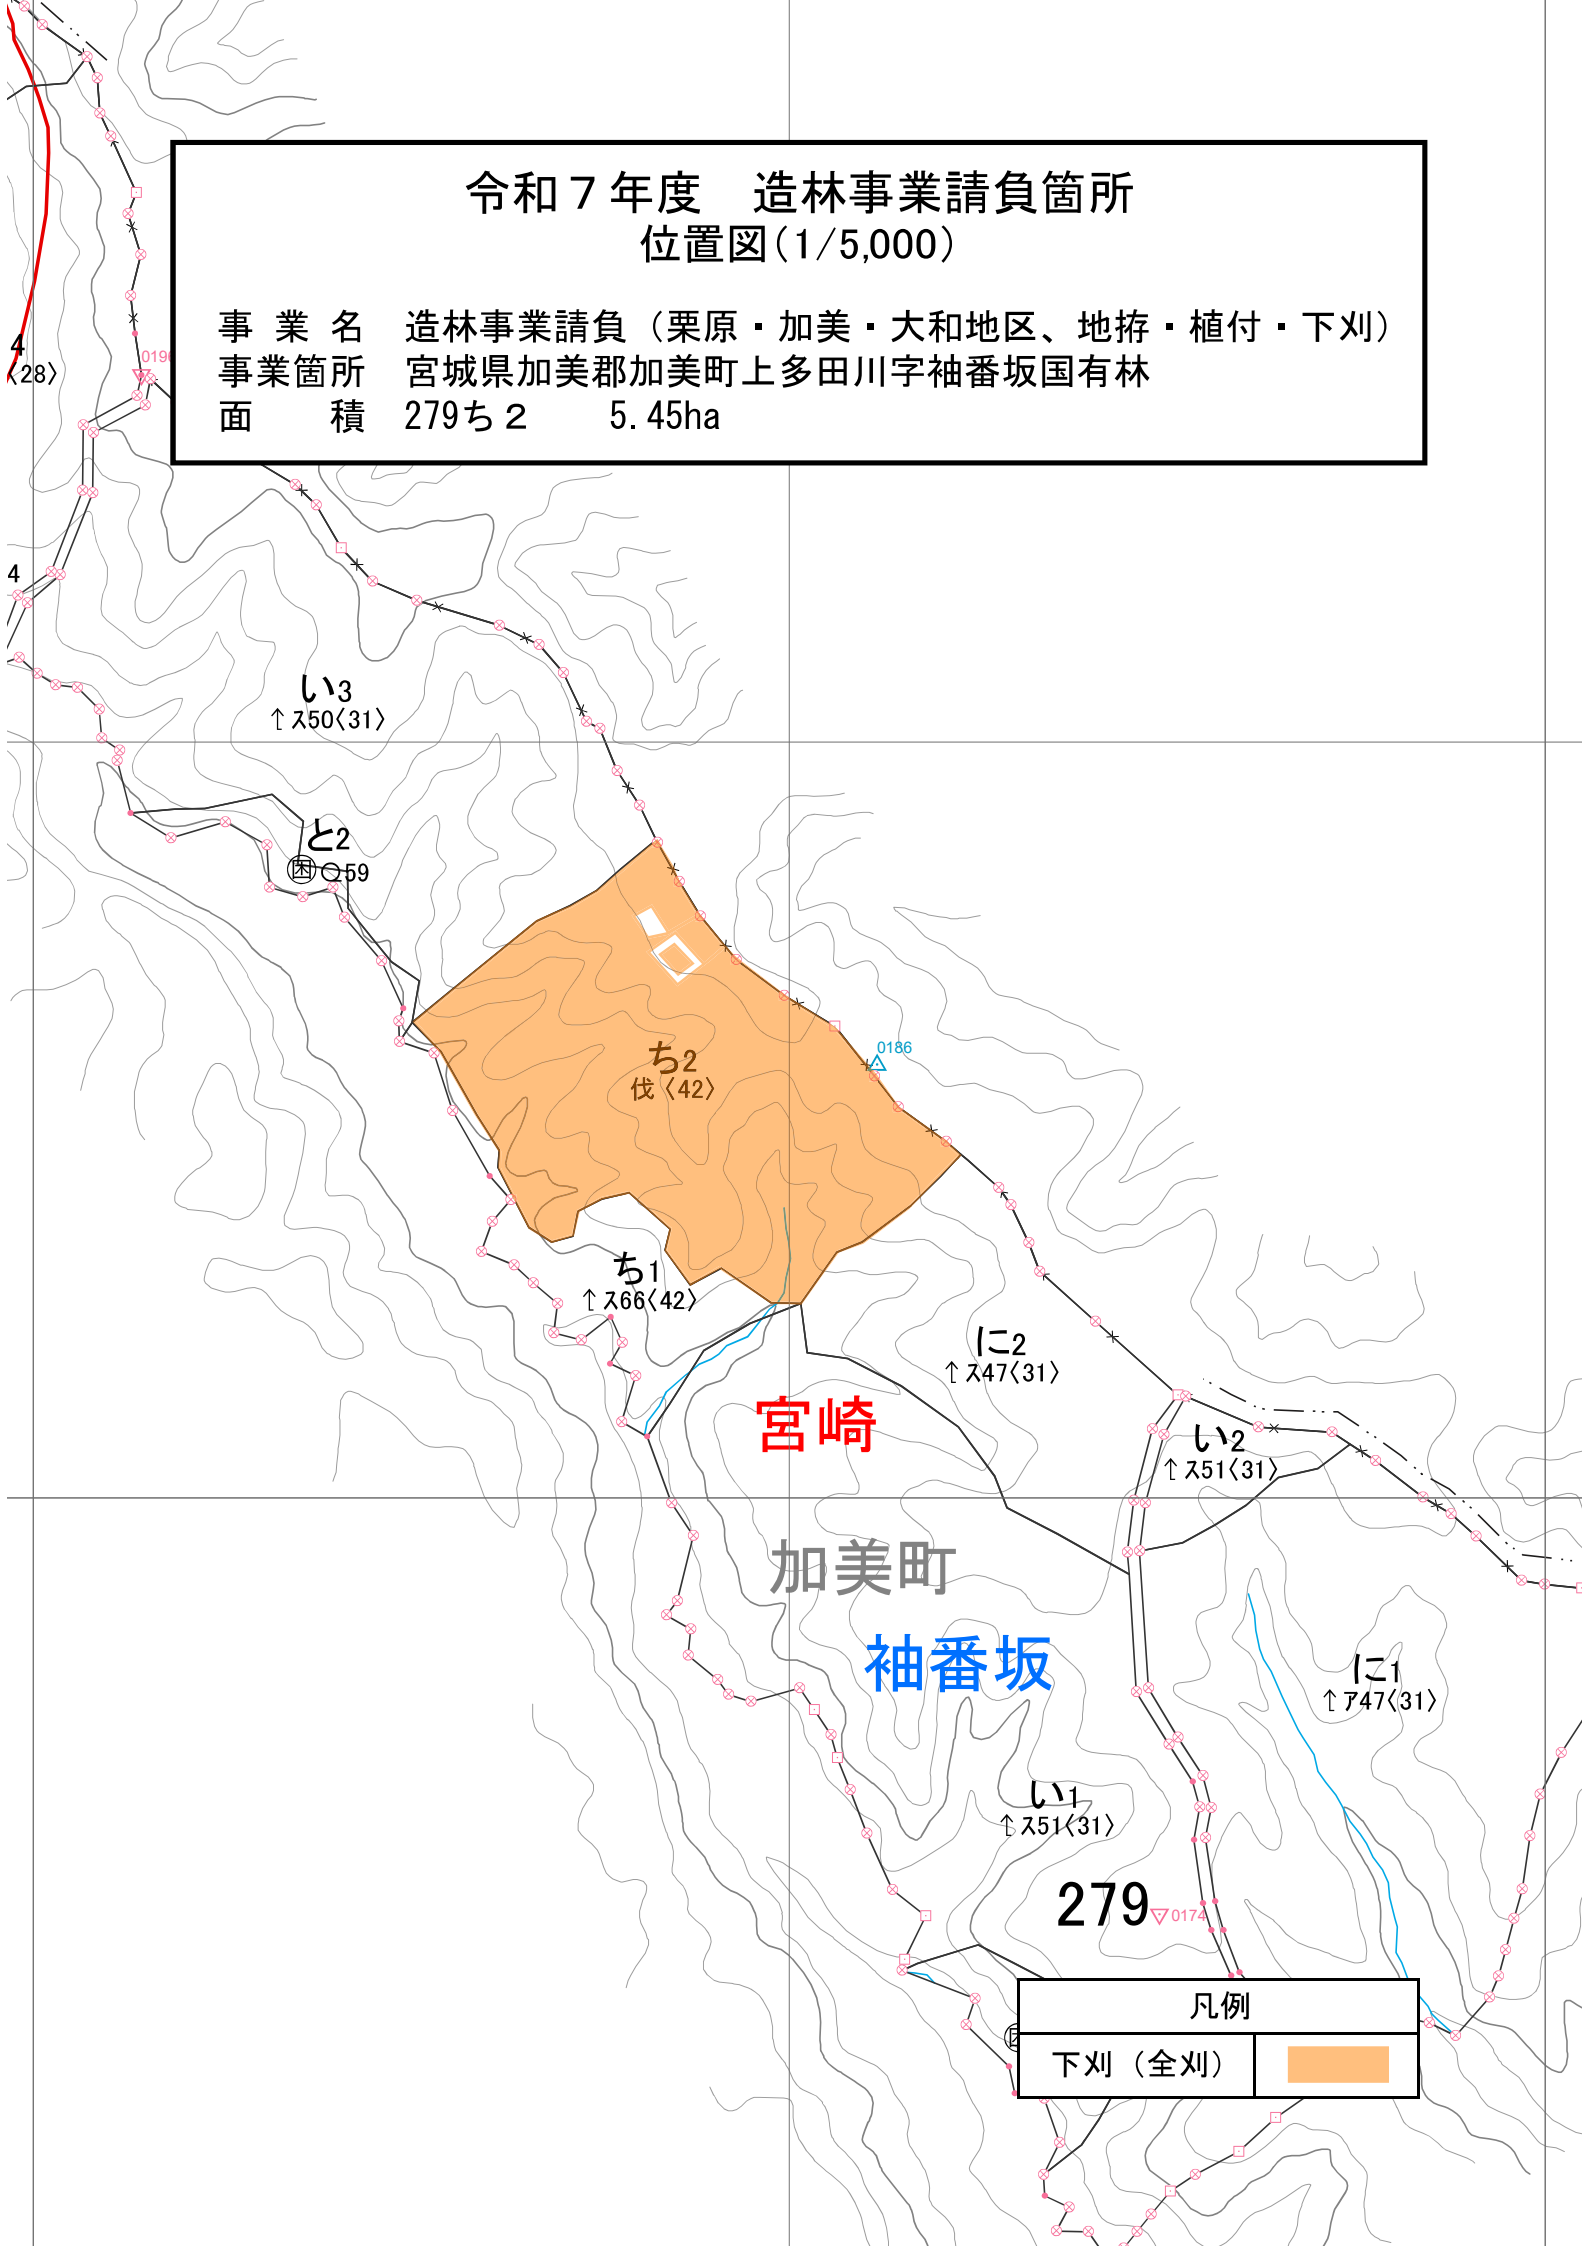 令和７年度　造林事業請負箇所
位置図(1/5,000)
事 業 名　造林事業請負（栗原・加美・大和地区、地拵・植付・下刈）
事業箇所　宮城県加美郡加美町上多田川字袖番坂国有林
面　　積　279ち２　　5.45ha
4
〈28〉
0190
4
い3
↑ス50〈31〉
と2
困 ○59
0186
ち2
伐〈42〉
ち1
↑ス66〈42〉
に2
↑ス47〈31〉
宮崎
い2
↑ス51〈31〉
加美町
袖番坂
に1
↑ア47〈31〉
い1
↑ス51〈31〉
279
0174
凡例
下刈（全刈）